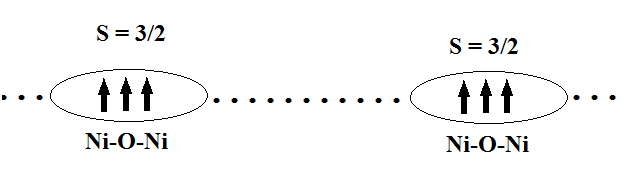 S = 3/2
S = 3/2
Ni-O-Ni
Ni-O-Ni